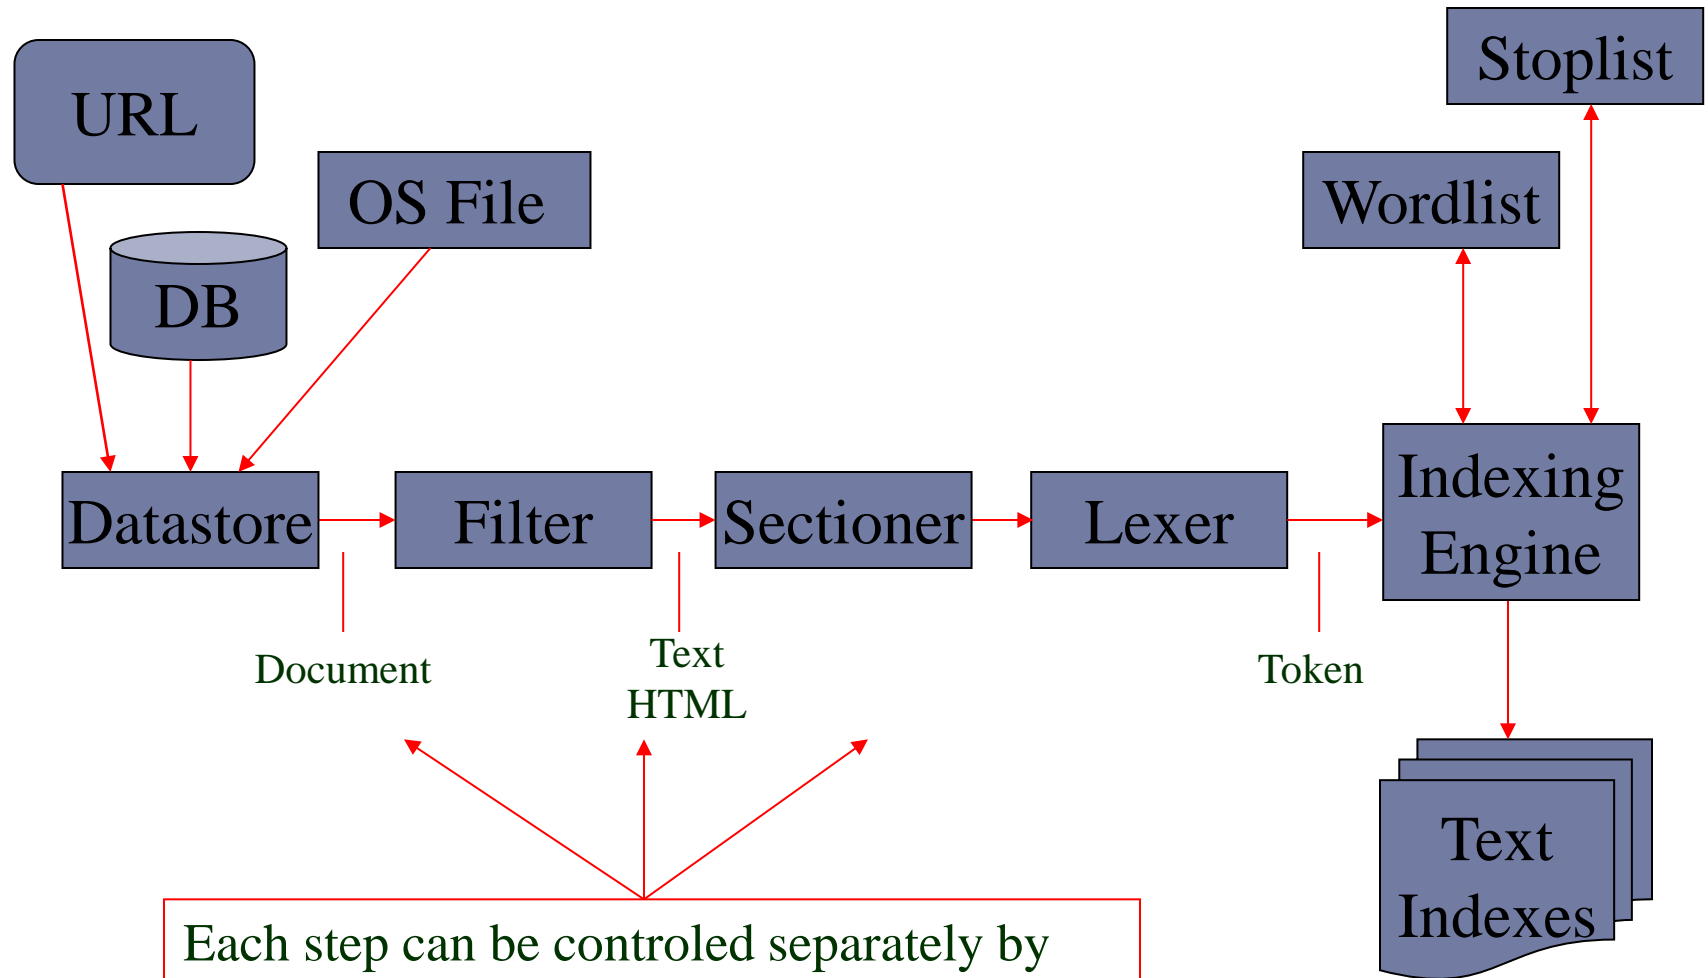 Stoplist
URL
OS File
Wordlist
DB
Datastore
Filter
Sectioner
Lexer
Indexing
Engine
Document
Text
HTML
Token
Text
Indexes
Each step can be controled separately by